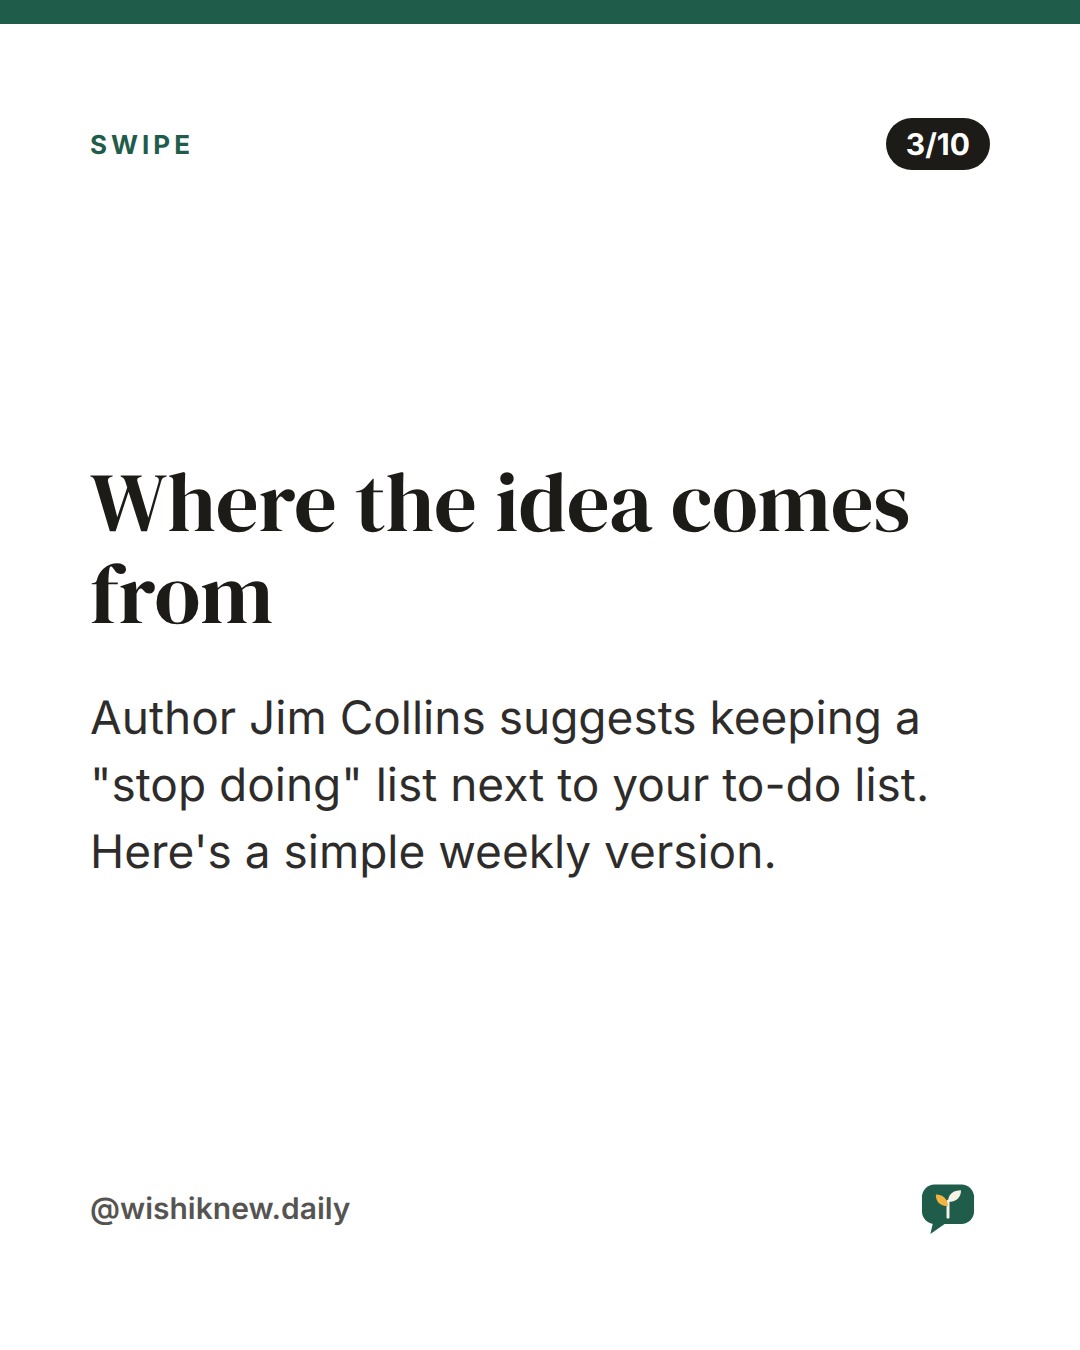 SWIPE
3/10
Where the idea comes
from
Author Jim Collins suggests keeping a
"stop doing" list next to your to-do list.
Here's a simple weekly version.
@wishiknew.daily